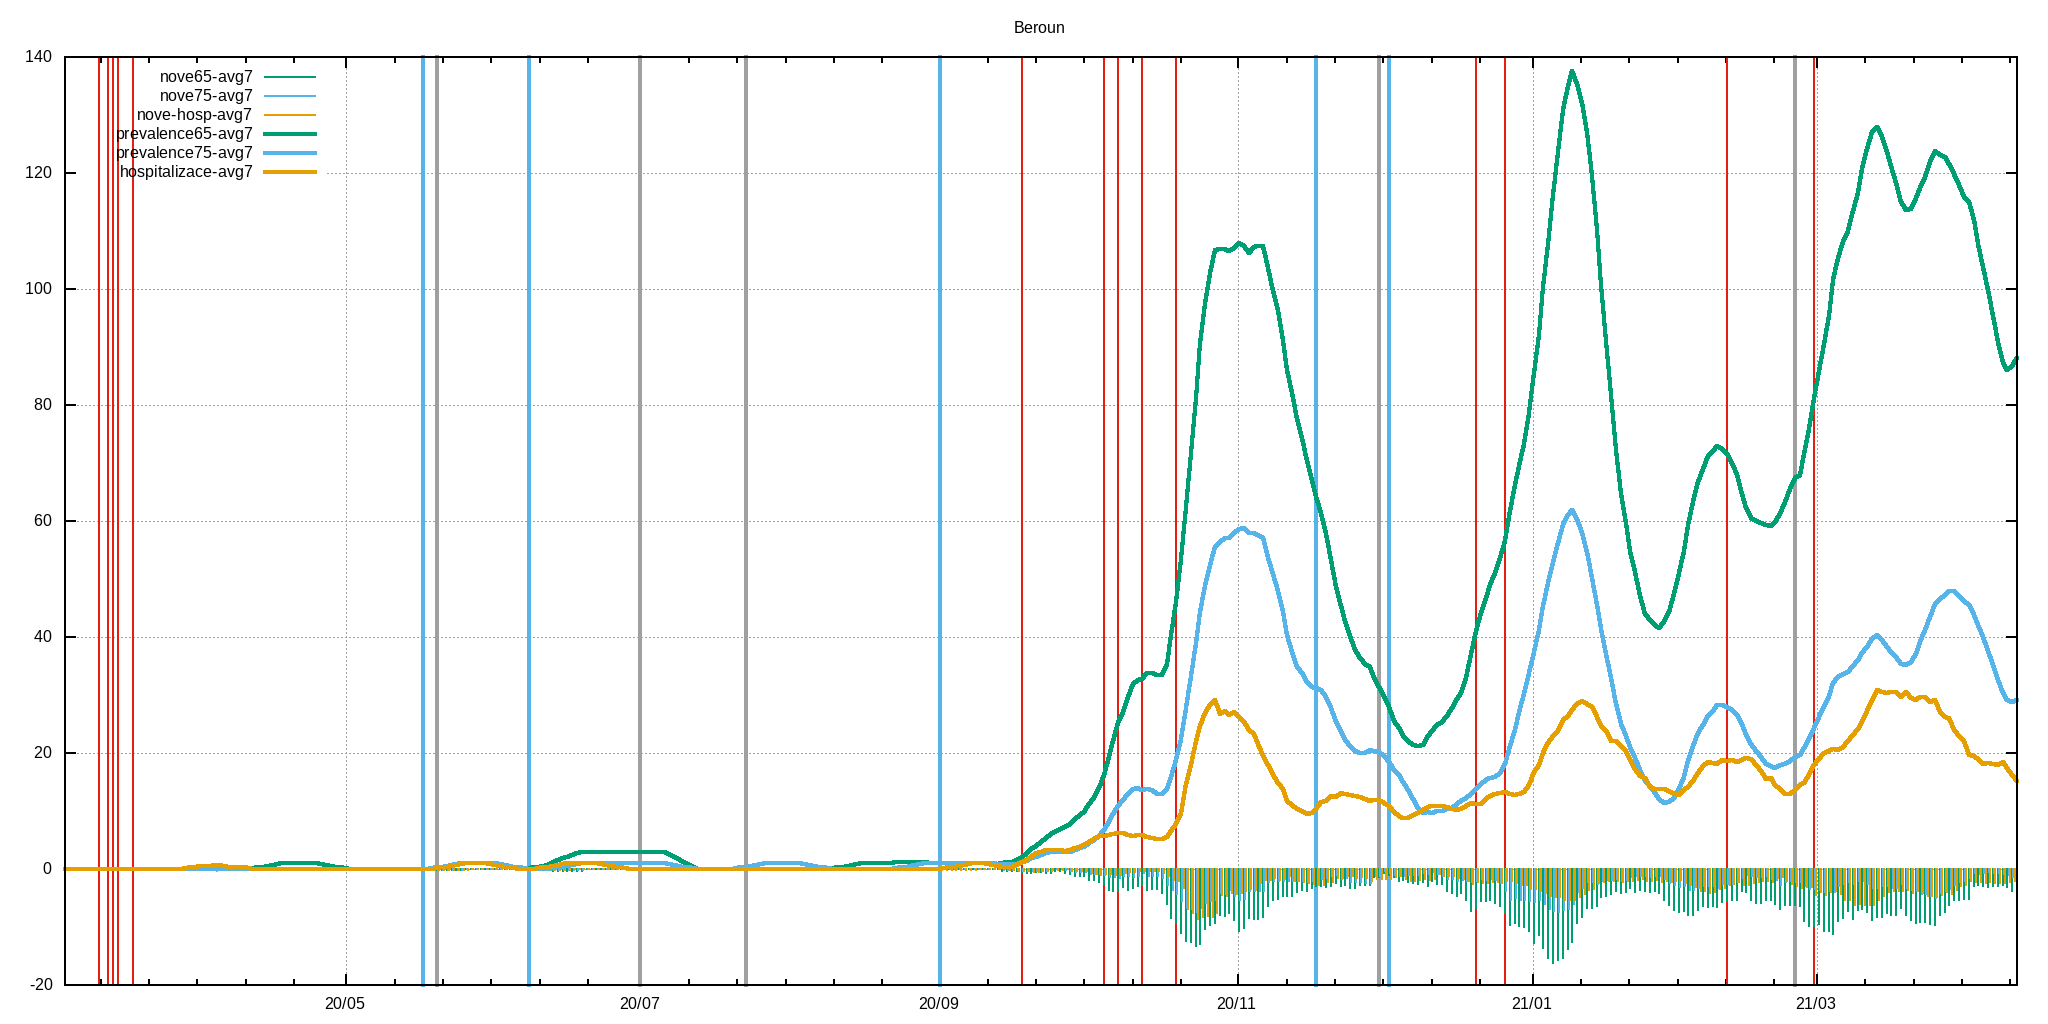 Beroun
140
120
100
80
60
40
20
0
-20
nove65-avg7
nove75-avg7
nove-hosp-avg7
prevalence65-avg7
prevalence75-avg7
hospitalizace-avg7
20/05 20/07 20/09 20/11 21/01 21/03